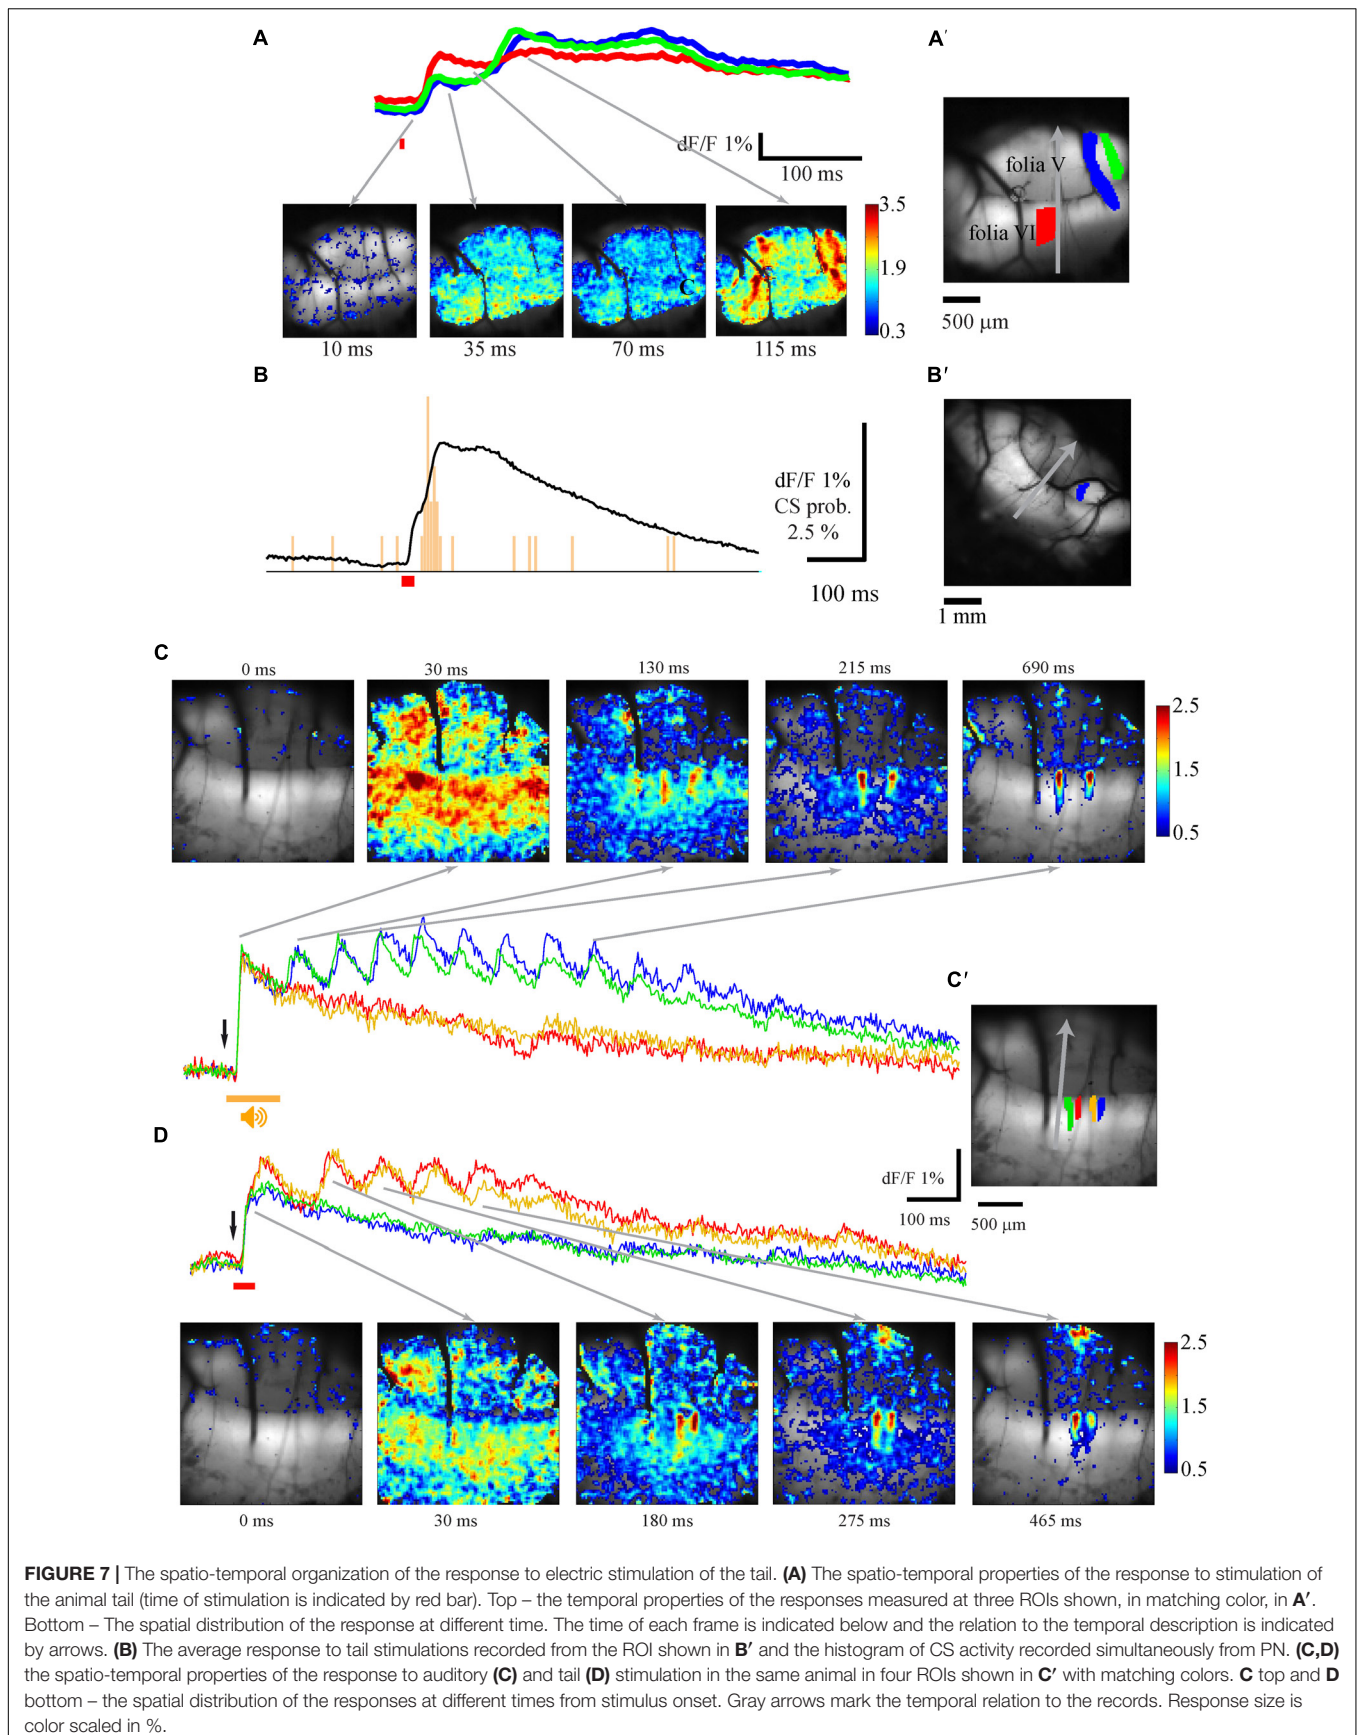 A
A′
dF/F 1%
100 ms
folia V
folia VI
3.5
1.9
0.3
C
10 ms
35 ms
70 ms
115 ms
500 µm
B
B′
dF/F 1%
CS prob.
2.5 %
100 ms
1 mm
C
0 ms
30 ms
130 ms
215 ms
690 ms
2.5
1.5
0.5
C′
D
dF/F 1%
100 ms
500 µm
2.5
1.5
0.5
0 ms
30 ms
180 ms
275 ms
465 ms
FIGURE 7 | The spatio-temporal organization of the response to electric stimulation of the tail. (A) The spatio-temporal properties of the response to stimulation of
the animal tail (time of stimulation is indicated by red bar). Top – the temporal properties of the responses measured at three ROIs shown, in matching color, in A′.
Bottom – The spatial distribution of the response at different time. The time of each frame is indicated below and the relation to the temporal description is indicated
by arrows. (B) The average response to tail stimulations recorded from the ROI shown in B′ and the histogram of CS activity recorded simultaneously from PN. (C,D)
the spatio-temporal properties of the response to auditory (C) and tail (D) stimulation in the same animal in four ROIs shown in C′ with matching colors. C top and D
bottom – the spatial distribution of the responses at different times from stimulus onset. Gray arrows mark the temporal relation to the records. Response size is
color scaled in %.